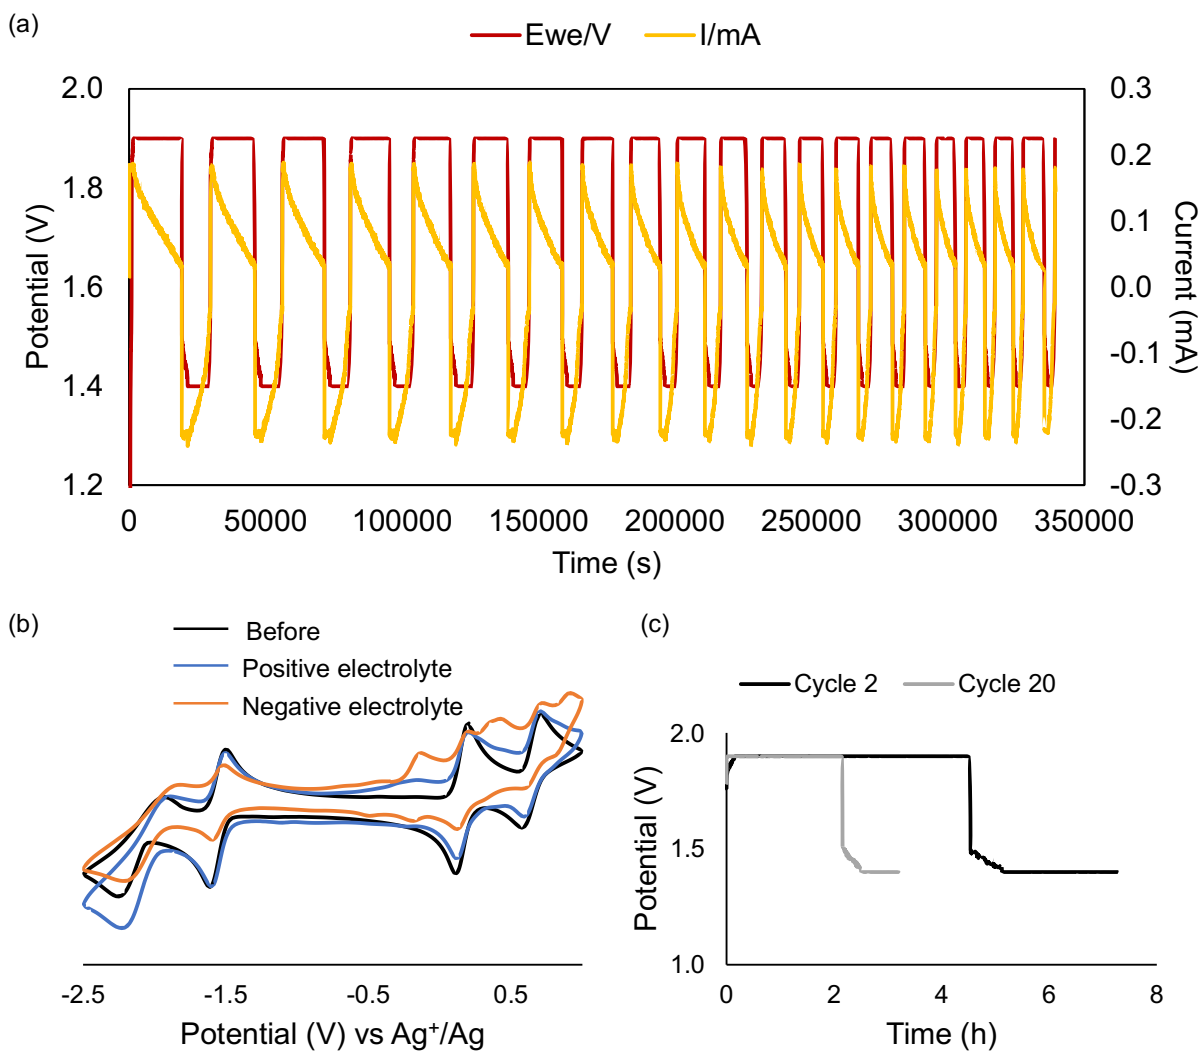 (a)
Ewe/V I/mA
2.0 0.3
0.2
1.8
0.1
1.6 0.0
-0.1
1.4
-0.2
1.2 -0.3
Potential (V)
Current (mA)
0 50000 100000 150000 200000 250000 300000 350000
Time (s)
(b)
Before
Positive electrolyte
Negative electrolyte
-2.5 -1.5 -0.5 0.5
Potential (V) vs Ag⁺/Ag
(c)
Cycle 2 Cycle 20
2.0
1.5
1.0
Potential (V)
0 2 4 6 8
Time (h)